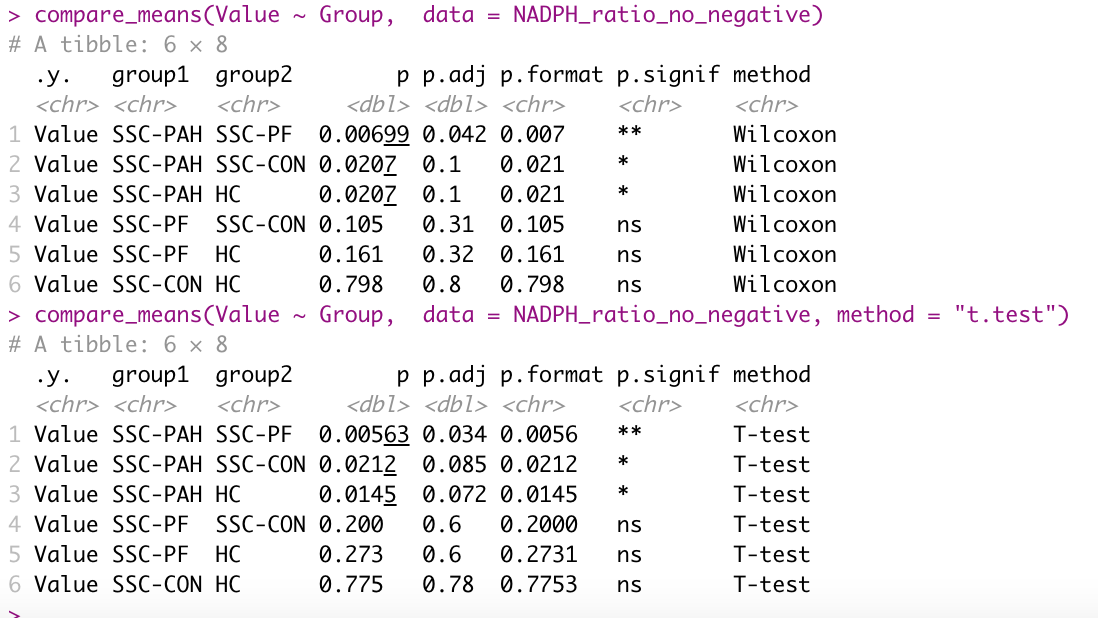 > compare_means(Value ~ Group,  data = NADPH_ratio_no_negative)
# A tibble: 6 × 8
  .y.   group1  group2        p p.adj p.format p.signif method
  <chr> <chr>   <chr>     <dbl> <dbl> <chr>    <chr>    <chr>
1 Value SSC-PAH SSC-PF  0.00699 0.042 0.007    **       Wilcoxon
2 Value SSC-PAH SSC-CON 0.0207  0.1   0.021    *        Wilcoxon
3 Value SSC-PAH HC      0.0207  0.1   0.021    *        Wilcoxon
4 Value SSC-PF  SSC-CON 0.105   0.31  0.105    ns       Wilcoxon
5 Value SSC-PF  HC      0.161   0.32  0.161    ns       Wilcoxon
6 Value SSC-CON HC      0.798   0.8   0.798    ns       Wilcoxon
> compare_means(Value ~ Group,  data = NADPH_ratio_no_negative, method = "t.test")
# A tibble: 6 × 8
  .y.   group1  group2        p p.adj p.format p.signif method
  <chr> <chr>   <chr>     <dbl> <dbl> <chr>    <chr>    <chr>
1 Value SSC-PAH SSC-PF  0.00563 0.034 0.0056   **       T-test
2 Value SSC-PAH SSC-CON 0.0212  0.085 0.0212   *        T-test
3 Value SSC-PAH HC      0.0145  0.072 0.0145   *        T-test
4 Value SSC-PF  SSC-CON 0.200   0.6   0.2000   ns       T-test
5 Value SSC-PF  HC      0.273   0.6   0.2731   ns       T-test
6 Value SSC-CON HC      0.775   0.78  0.7753   ns       T-test
>